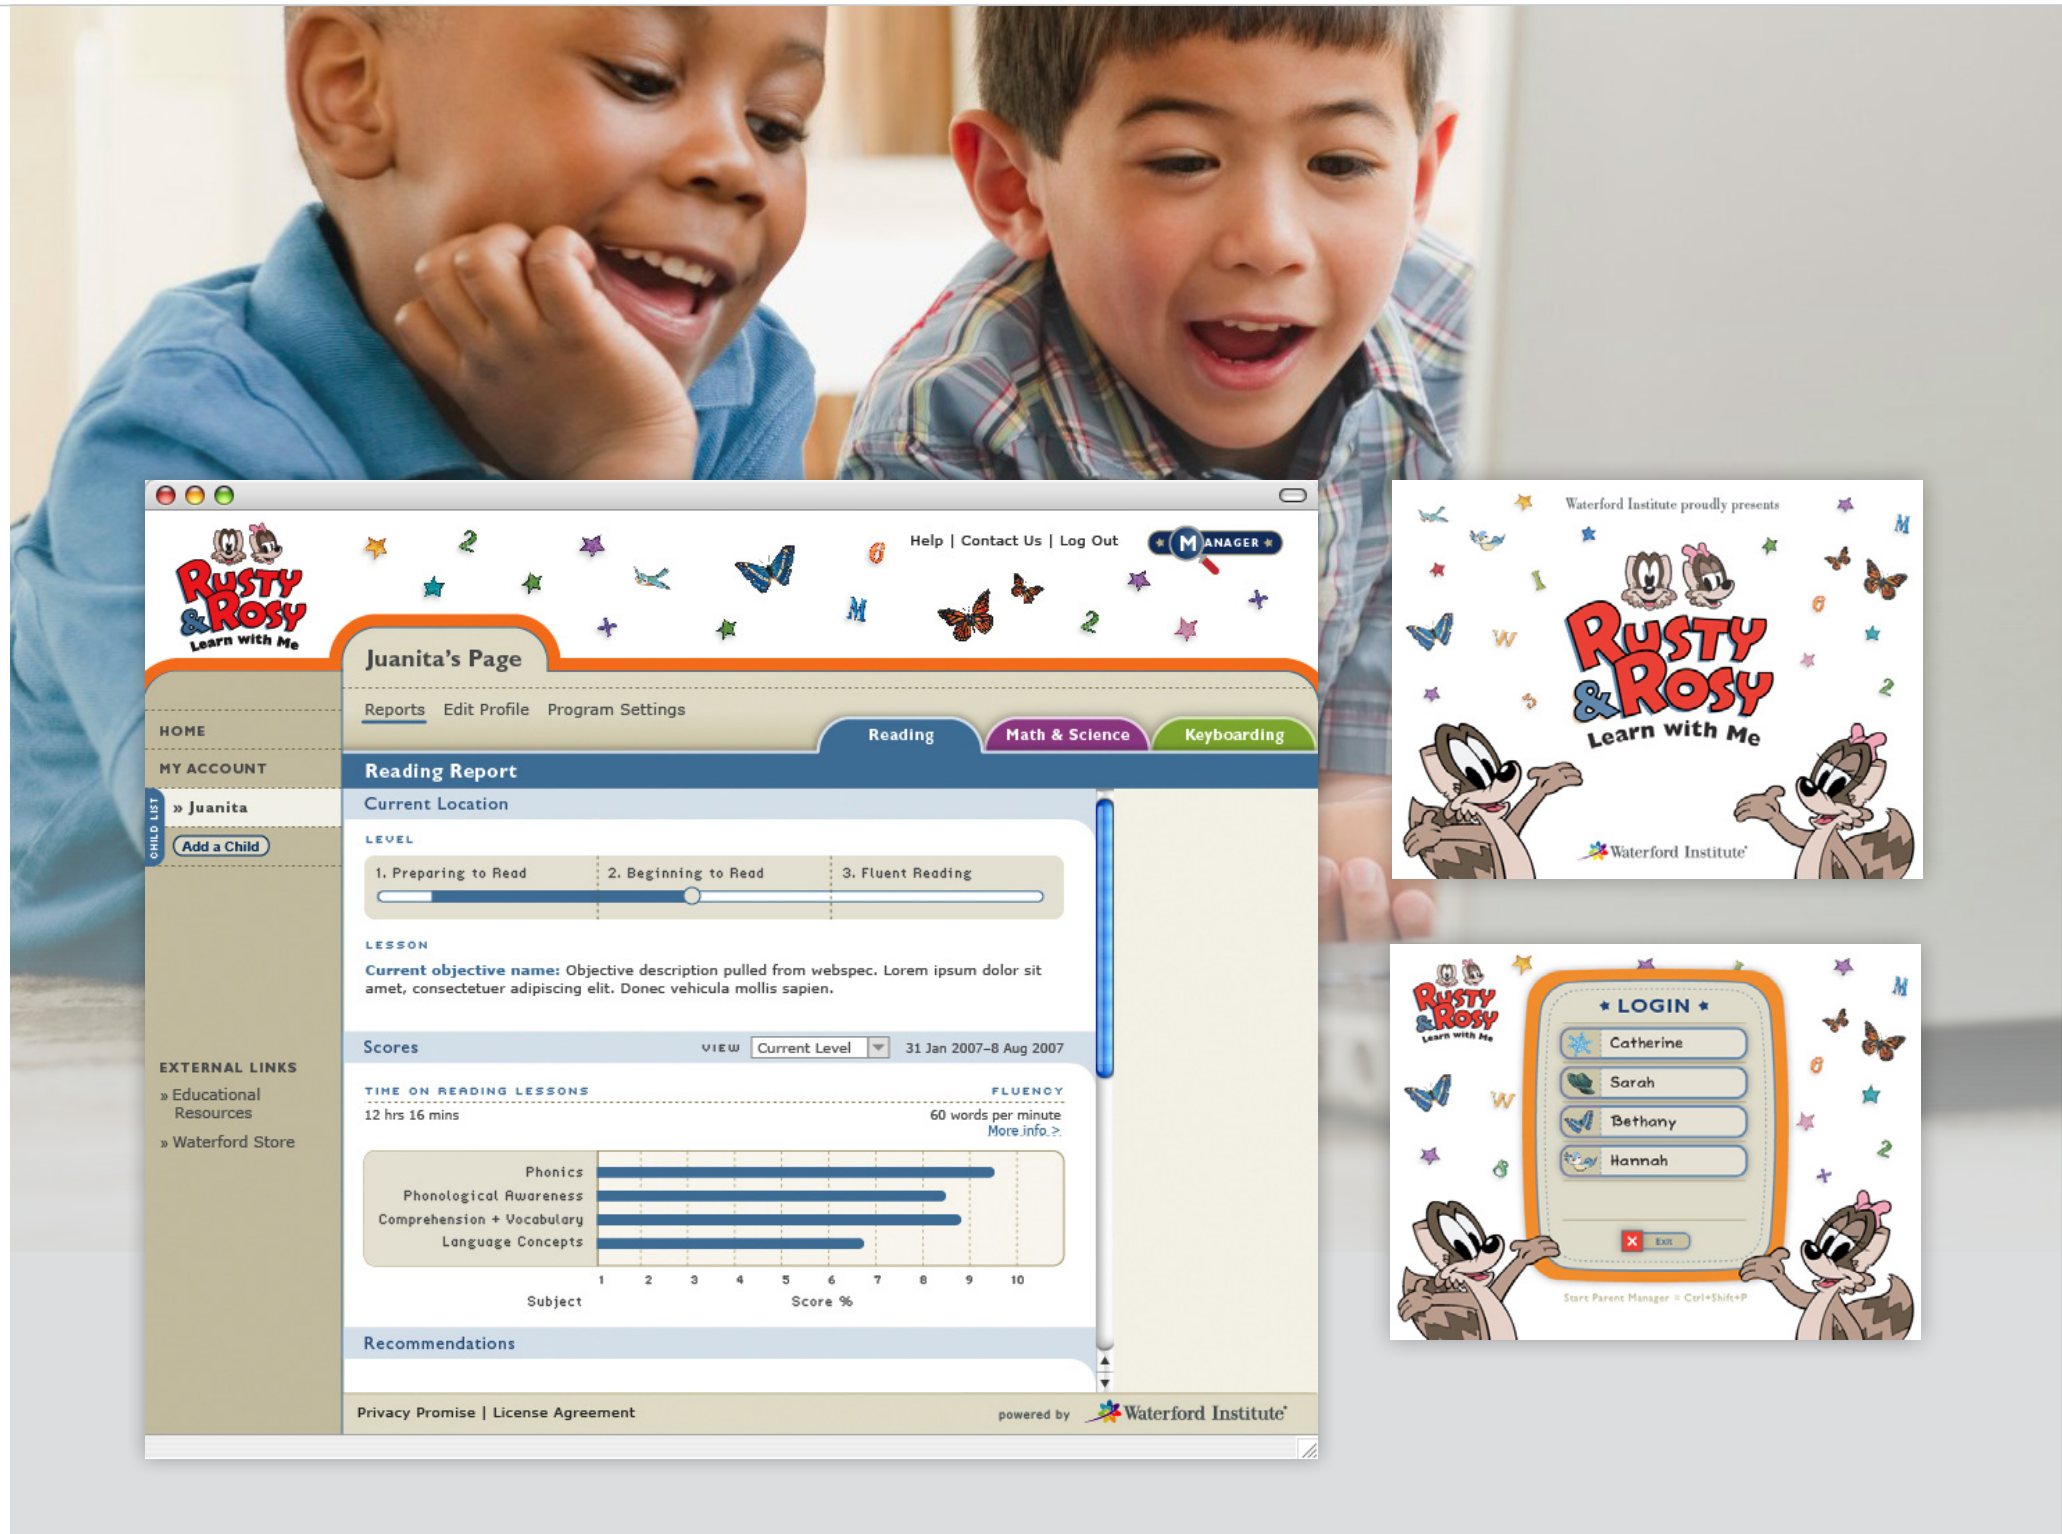 RUSTY
& ROSY
Learn with Me
Help | Contact Us | Log Out
MANAGER
Juanita's Page
Reports Edit Profile Program Settings
Reading Math & Science Keyboarding
HOME
MY ACCOUNT
CHILD LIST
» Juanita
Add a Child
EXTERNAL LINKS
» Educational
Resources
» Waterford Store
Reading Report
Current Location
LEVEL
1. Preparing to Read 2. Beginning to Read 3. Fluent Reading
LESSON
Current objective name: Objective description pulled from webspec. Lorem ipsum dolor sit
amet, consectetuer adipiscing elit. Donec vehicula mollis sapien.
Scores VIEW Current Level 31 Jan 2007–8 Aug 2007
TIME ON READING LESSONS FLUENCY
12 hrs 16 mins 60 words per minute
More info >
Phonics
Phonological Awareness
Comprehension + Vocabulary
Language Concepts
1 2 3 4 5 6 7 8 9 10
Subject Score %
Recommendations
Privacy Promise | License Agreement powered by Waterford Institute
Waterford Institute proudly presents
RUSTY
& ROSY
Learn with Me
Waterford Institute
RUSTY
& ROSY
Learn with Me
★ LOGIN ★
Catherine
Sarah
Bethany
Hannah
Exit
Start Parent Manager = Ctrl+Shift+P